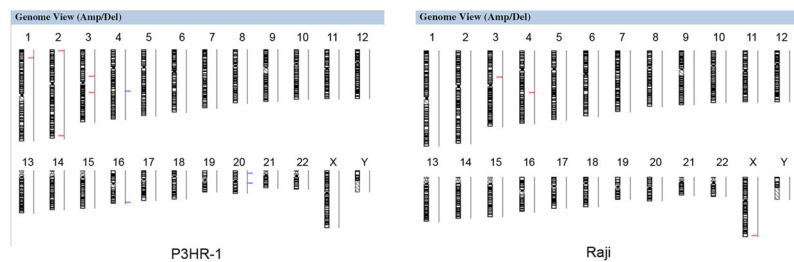 Genome View (Amp/Del)
1 2 3 4 5 6 7 8 9 10 11 12
13 14 15 16 17 18 19 20 21 22 X Y
P3HR-1
Genome View (Amp/Del)
1 2 3 4 5 6 7 8 9 10 11 12
13 14 15 16 17 18 19 20 21 22 X Y
Raji